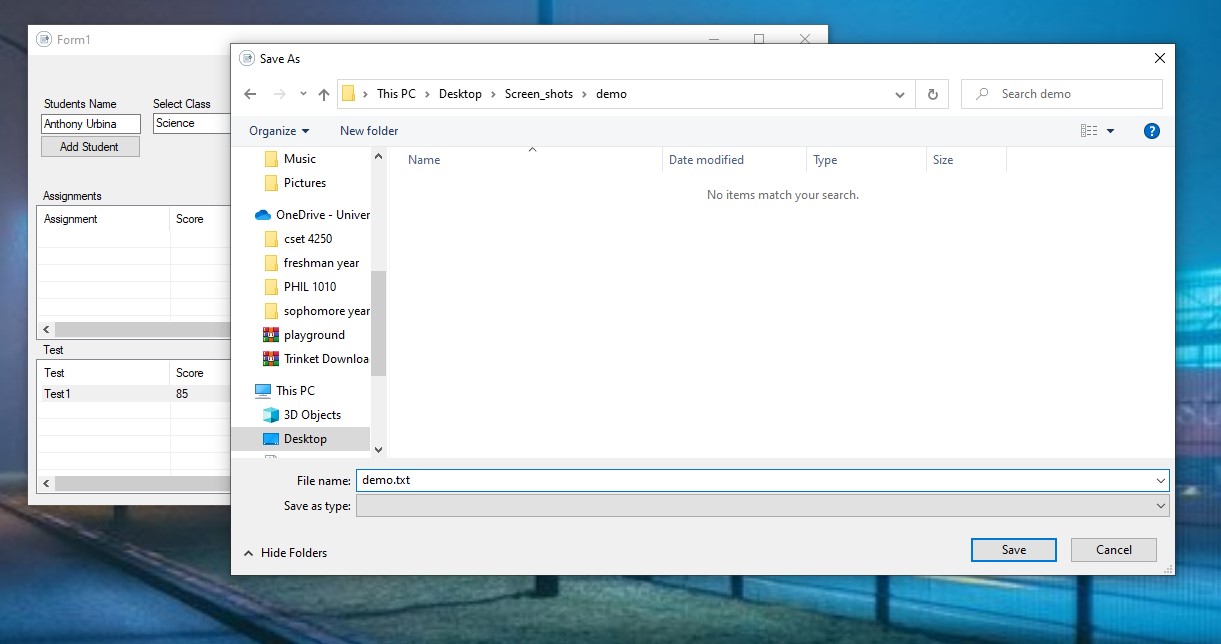 Form1
Students Name
Select Class
Anthony Urbina
Science
Add Student
Assignments
Assignment Score
Test
Test Score
Test1 85
Save As
This PC Desktop Screen_shots demo
Search demo
Organize New folder
Name Date modified Type Size
No items match your search.
Music
Pictures
OneDrive - Univer
cset 4250
freshman year
PHIL 1010
sophomore year
playground
Trinket Downloa
This PC
3D Objects
Desktop
File name: demo.txt
Save as type:
Hide Folders
Save Cancel